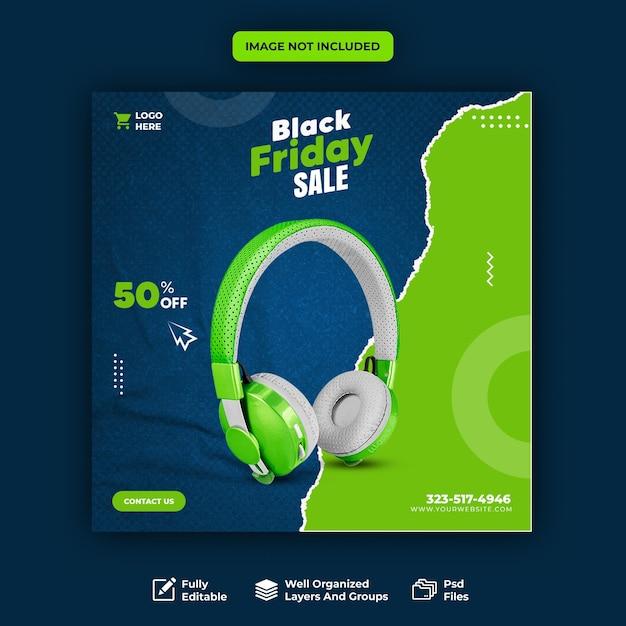 IMAGE NOT INCLUDED
LOGO
HERE
Black
Friday
SALE
50%
OFF
CONTACT US
323-517-4946
WWW.YOURWEBSITE.COM
Fully
Editable
Well Organized
Layers And Groups
Psd
Files